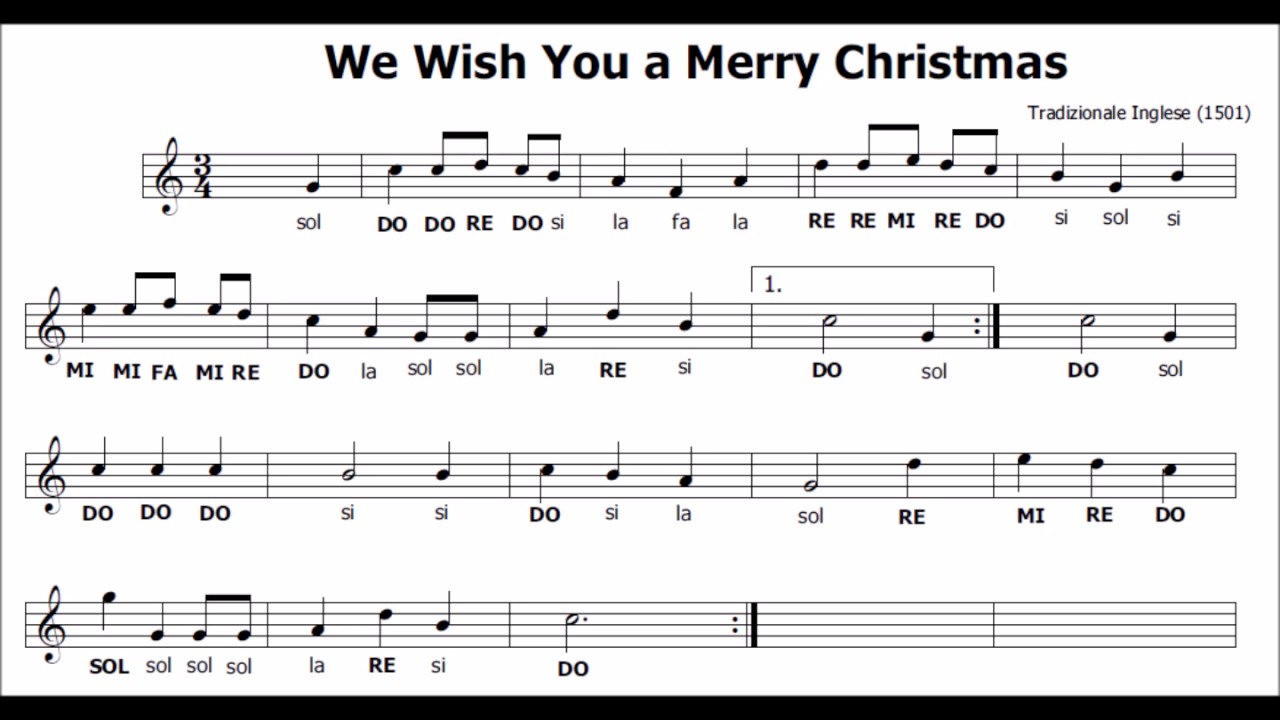 We Wish You a Merry Christmas
Tradizionale Inglese (1501)
3
4
sol DO DO RE DO si la fa la RE RE MI RE DO si sol si
1.
MI MI FA MI RE DO la sol sol la RE si DO sol DO sol
DO DO DO si si DO si la sol RE MI RE DO
SOL sol sol sol la RE si DO